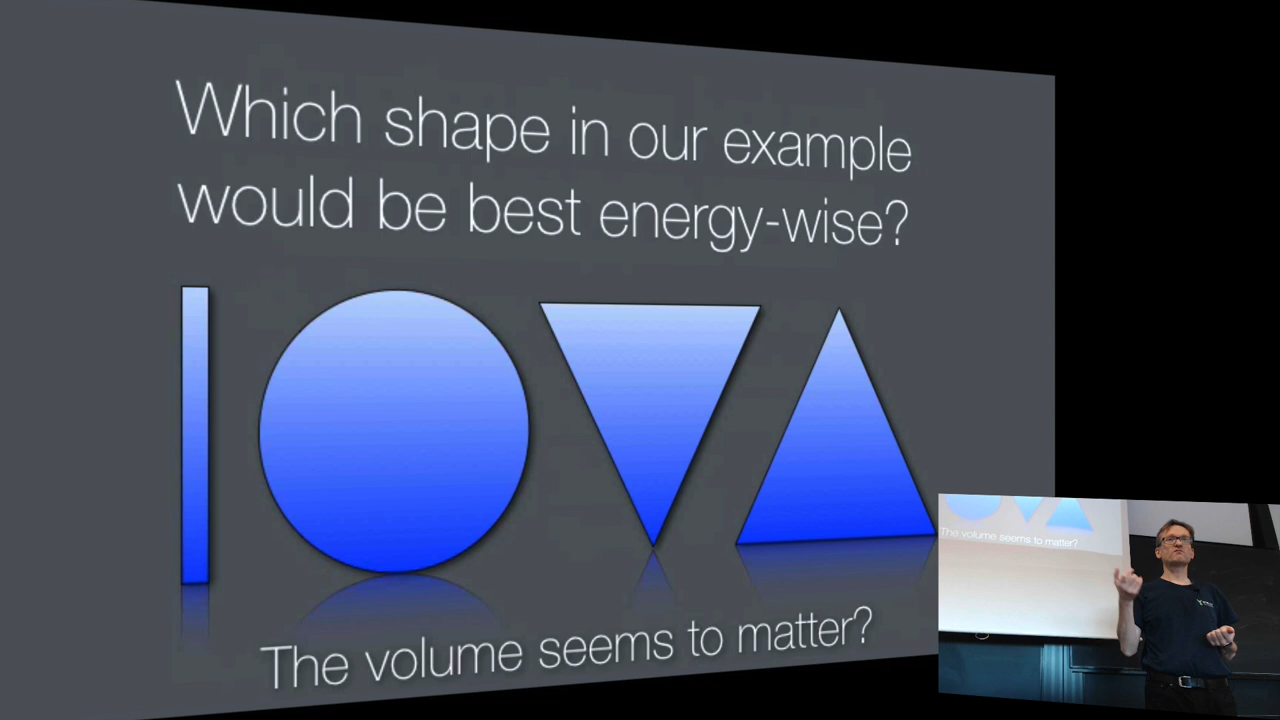 Which shape in our example
would be best energy-wise?
The volume seems to matter?
The volume seems to matter?